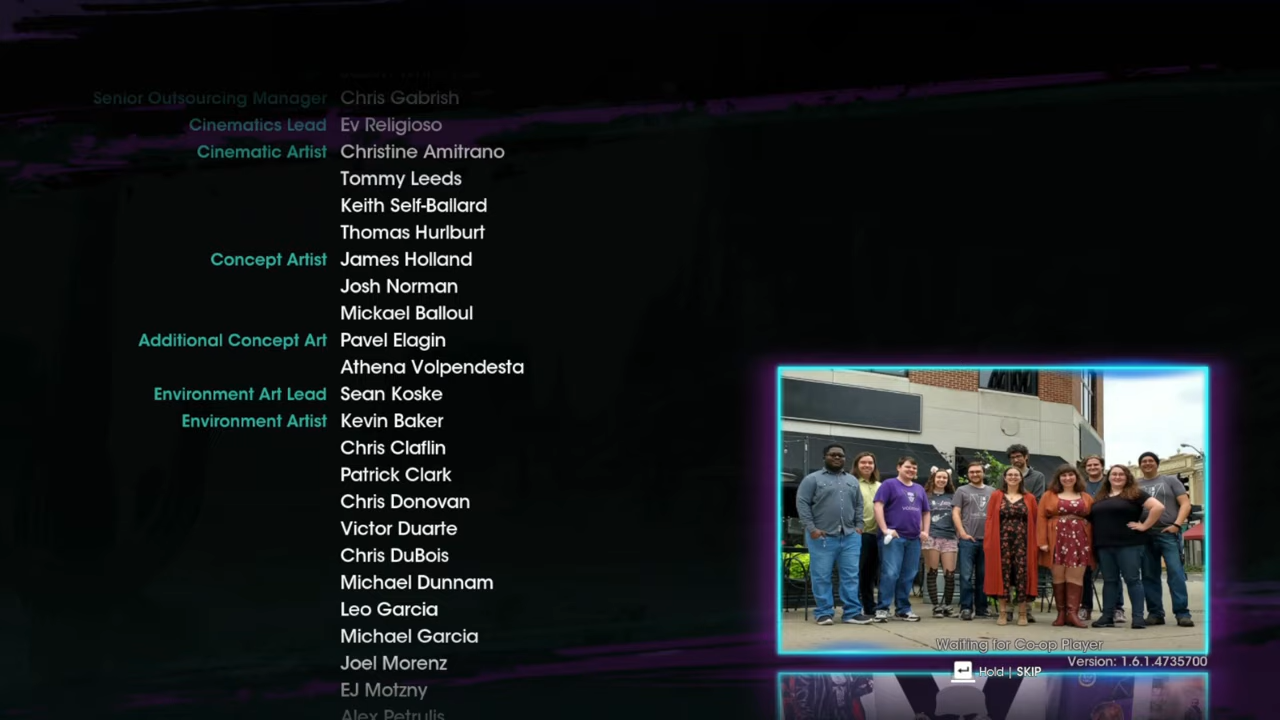 Senior Outsourcing Manager Chris Gabrish
Cinematics Lead Ev Religioso
Cinematic Artist Christine Amitrano
Tommy Leeds
Keith Self-Ballard
Thomas Hurlburt
Concept Artist James Holland
Josh Norman
Mickael Balloul
Additional Concept Art Pavel Elagin
Athena Volpendesta
Environment Art Lead Sean Koske
Environment Artist Kevin Baker
Chris Claflin
Patrick Clark
Chris Donovan
Victor Duarte
Chris DuBois
Michael Dunnam
Leo Garcia
Michael Garcia
Joel Morenz
EJ Motzny
Alex Petrulis
Waiting for Co-op Player
Version: 1.6.1.4735700
Hold | SKIP